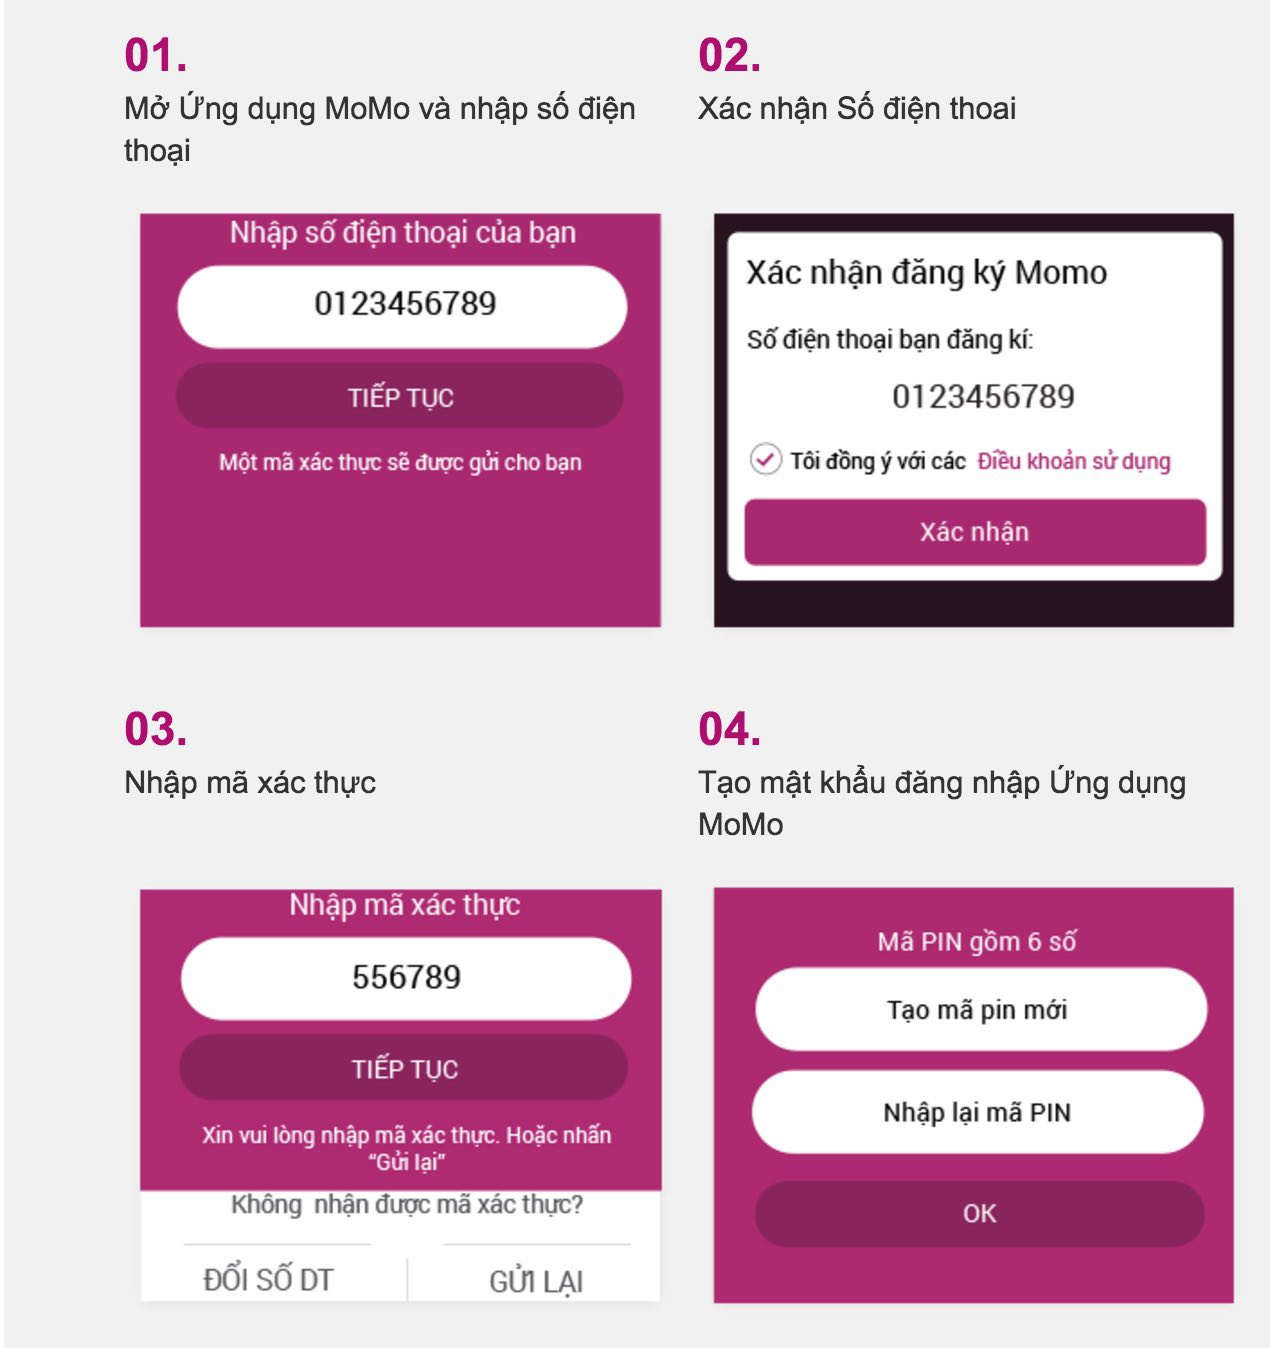 01.
Mở Ứng dụng MoMo và nhập số điện
thoại
Nhập số điện thoại của bạn
0123456789
TIẾP TỤC
Một mã xác thực sẽ được gửi cho bạn
02.
Xác nhận Số điện thoai
Xác nhận đăng ký Momo
Số điện thoại bạn đăng kí:
0123456789
Tôi đồng ý với các Điều khoản sử dụng
Xác nhận
03.
Nhập mã xác thực
Nhập mã xác thực
556789
TIẾP TỤC
Xin vui lòng nhập mã xác thực. Hoặc nhấn
“Gửi lại”
Không nhận được mã xác thực?
ĐỔI SỐ DT
GỬI LẠI
04.
Tạo mật khẩu đăng nhập Ứng dụng
MoMo
Mã PIN gồm 6 số
Tạo mã pin mới
Nhập lại mã PIN
OK